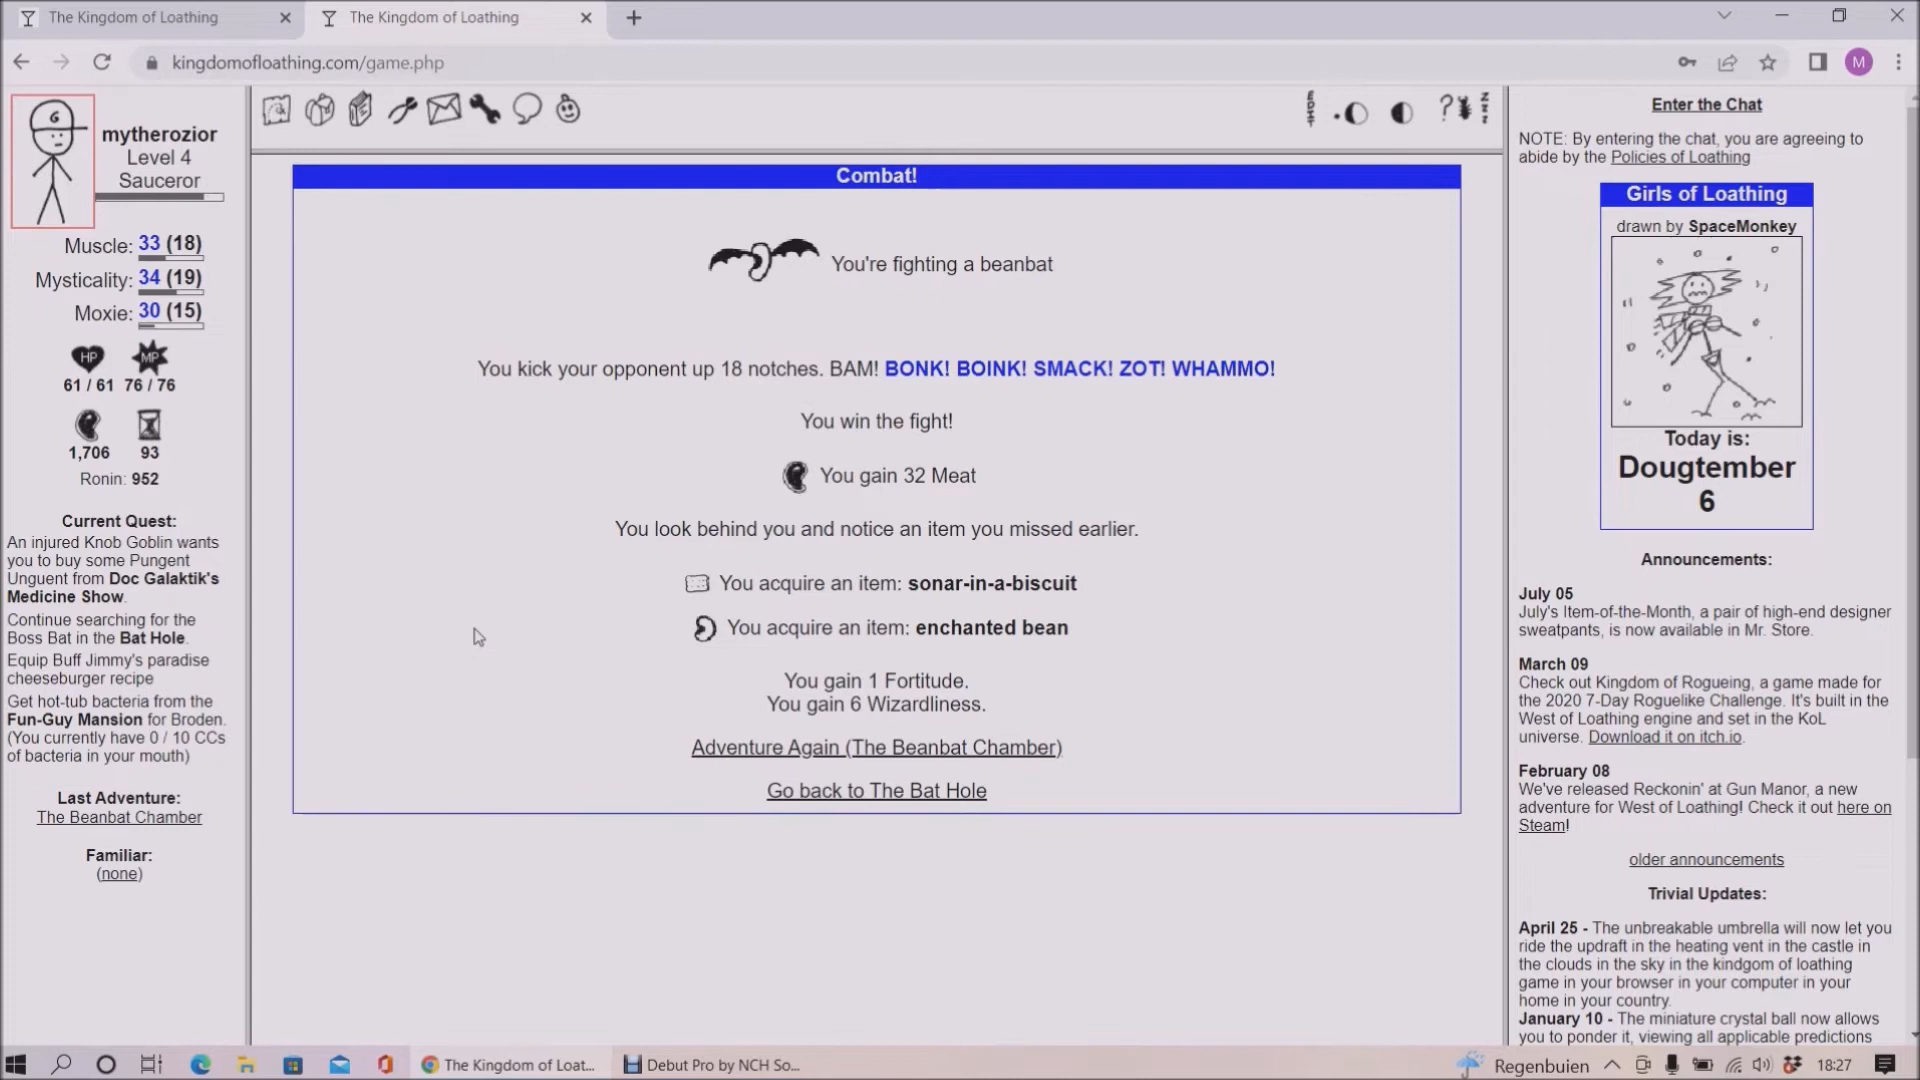 The Kingdom of Loathing
The Kingdom of Loathing
kingdomofloathing.com/game.php
M
mytherozior
Level 4
Sauceror
Muscle: 33 (18)
Mysticality: 34 (19)
Moxie: 30 (15)
HP MP
61 / 61 76 / 76
1,706 93
Ronin: 952
Current Quest:
An injured Knob Goblin wants
you to buy some Pungent
Unguent from Doc Galaktik's
Medicine Show.
Continue searching for the
Boss Bat in the Bat Hole.
Equip Buff Jimmy's paradise
cheeseburger recipe
Get hot-tub bacteria from the
Fun-Guy Mansion for Broden.
(You currently have 0 / 10 CCs
of bacteria in your mouth)
Last Adventure:
The Beanbat Chamber
Familiar:
(none)
Combat!
You're fighting a beanbat
You kick your opponent up 18 notches. BAM! BONK! BOINK! SMACK! ZOT! WHAMMO!
You win the fight!
You gain 32 Meat
You look behind you and notice an item you missed earlier.
You acquire an item: sonar-in-a-biscuit
You acquire an item: enchanted bean
You gain 1 Fortitude.
You gain 6 Wizardliness.
Adventure Again (The Beanbat Chamber)
Go back to The Bat Hole
Enter the Chat
NOTE: By entering the chat, you are agreeing to
abide by the Policies of Loathing
Girls of Loathing
drawn by SpaceMonkey
Today is:
Dougtember
6
Announcements:
July 05
July's Item-of-the-Month, a pair of high-end designer
sweatpants, is now available in Mr. Store.
March 09
Check out Kingdom of Rogueing, a game made for
the 2020 7-Day Roguelike Challenge. It's built in the
West of Loathing engine and set in the KoL
universe. Download it on itch.io.
February 08
We've released Reckonin' at Gun Manor, a new
adventure for West of Loathing! Check it out here on
Steam!
older announcements
Trivial Updates:
April 25 - The unbreakable umbrella will now let you
ride the updraft in the heating vent in the castle in
the clouds in the sky in the kindgom of loathing
game in your browser in your computer in your
home in your country.
January 10 - The miniature crystal ball now allows
you to ponder it, viewing all applicable predictions
The Kingdom of Loat...
Debut Pro by NCH So...
Regenbuien
18:27